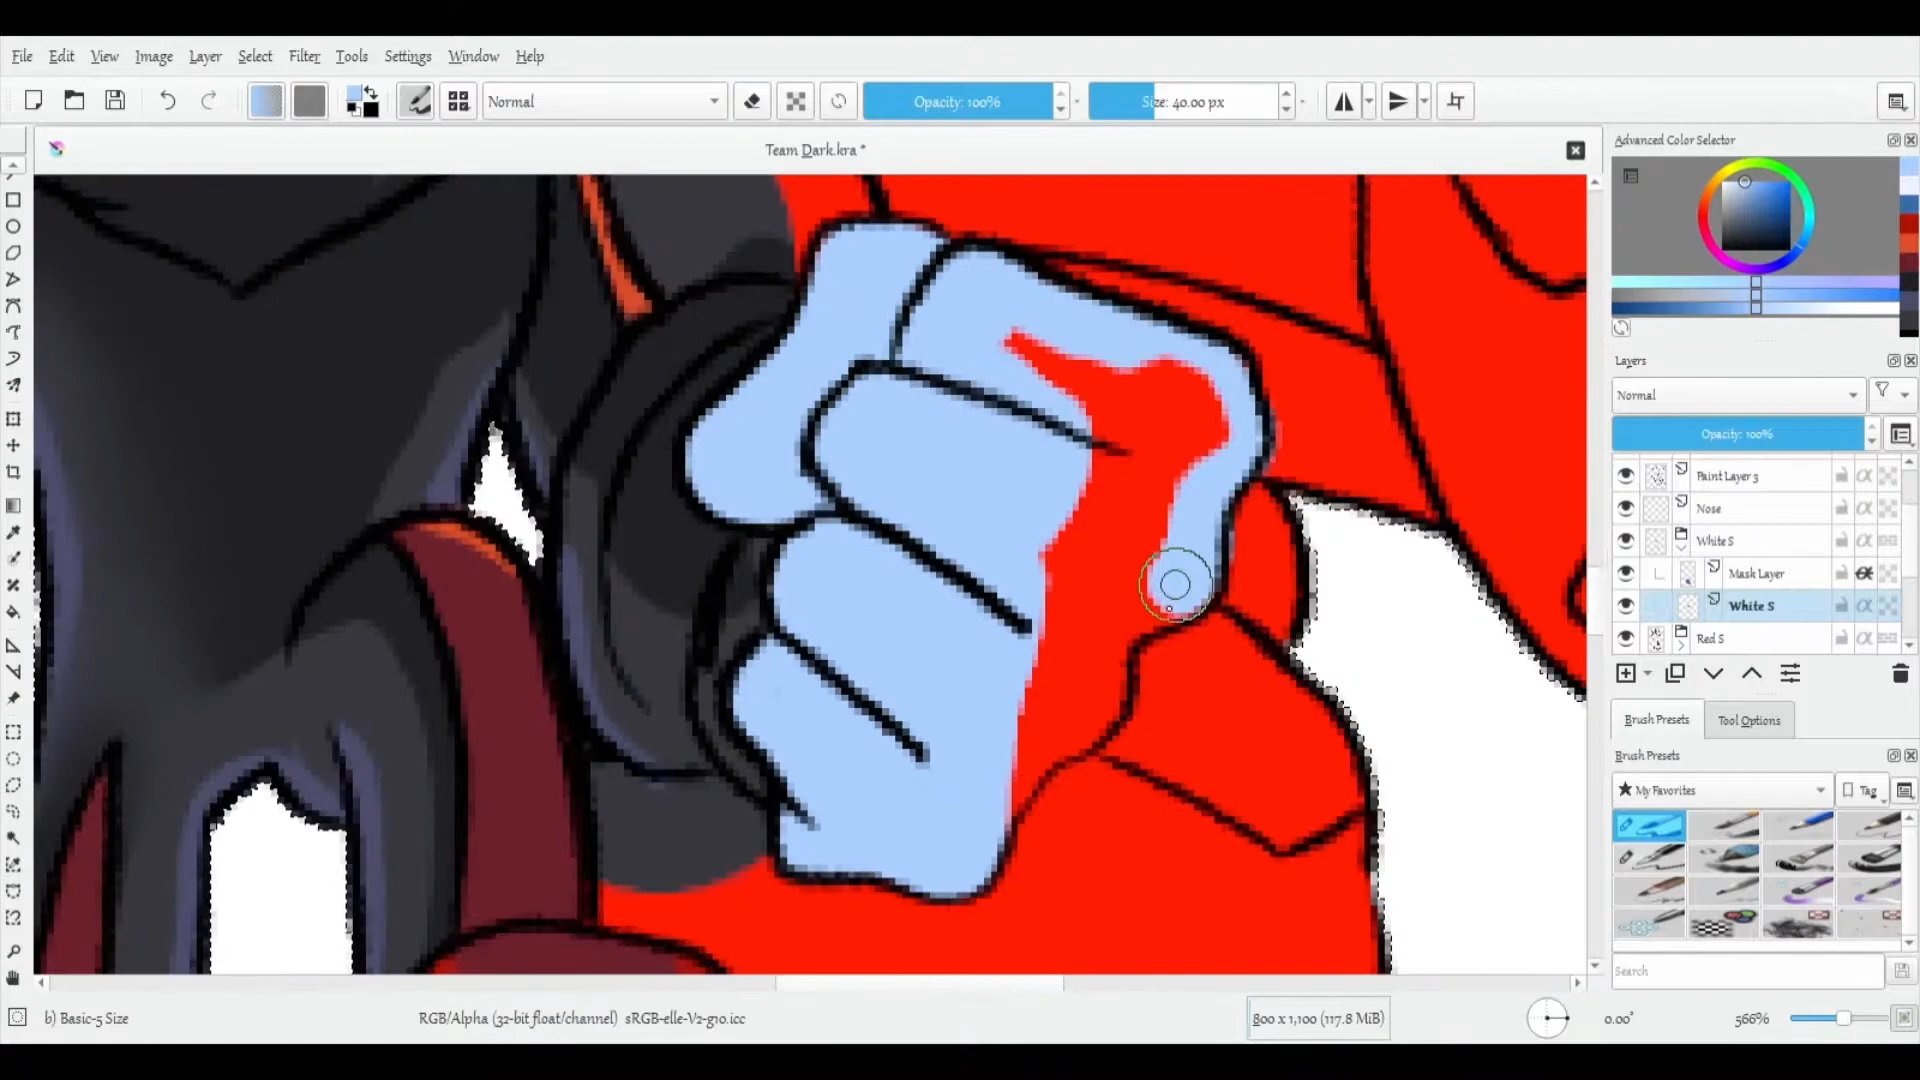 File Edit View Image Layer Select Filter Tools Settings Window Help
Normal Opacity: 100% Size: 40.00 px
Team Dark.kra *
Advanced Color Selector
Layers
Normal
Opacity: 100%
Paint Layer 3
Nose
White S
Mask Layer
White S
Red S
Brush Presets Tool Options
Brush Presets
My Favorites Tag
Search
b) Basic-5 Size RGB/Alpha (32-bit float/channel) sRGB-elle-V2-g10.icc 800 x 1,100 (117.8 MiB) 0.00° 566%